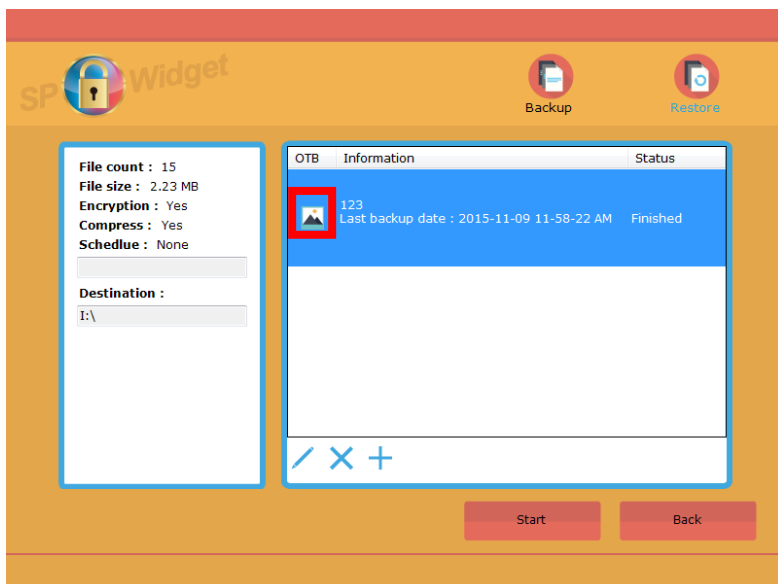 SP Widget
Backup
Restore
File count : 15
File size : 2.23 MB
Encryption : Yes
Compress : Yes
Schedlue : None
Destination :
I:\
OTB Information Status
123
Last backup date : 2015-11-09 11-58-22 AM Finished
Start
Back